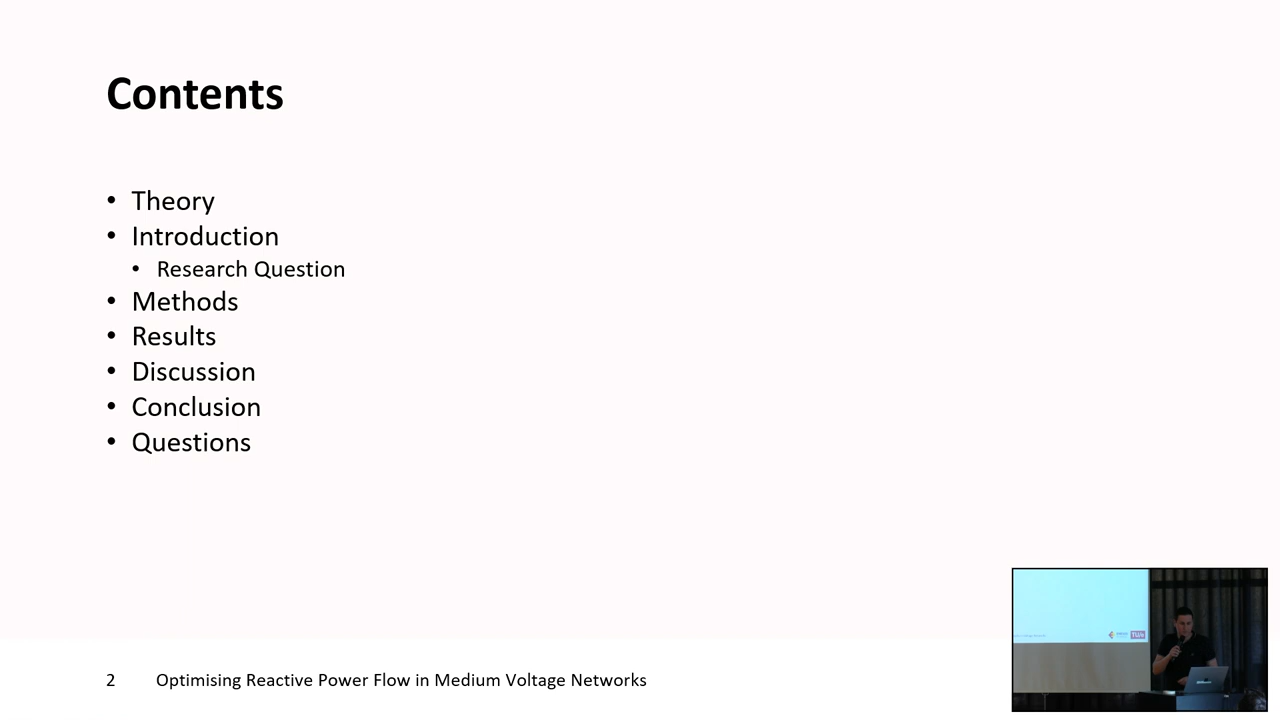 Contents
• Theory
• Introduction
• Research Question
• Methods
• Results
• Discussion
• Conclusion
• Questions
2 Optimising Reactive Power Flow in Medium Voltage Networks